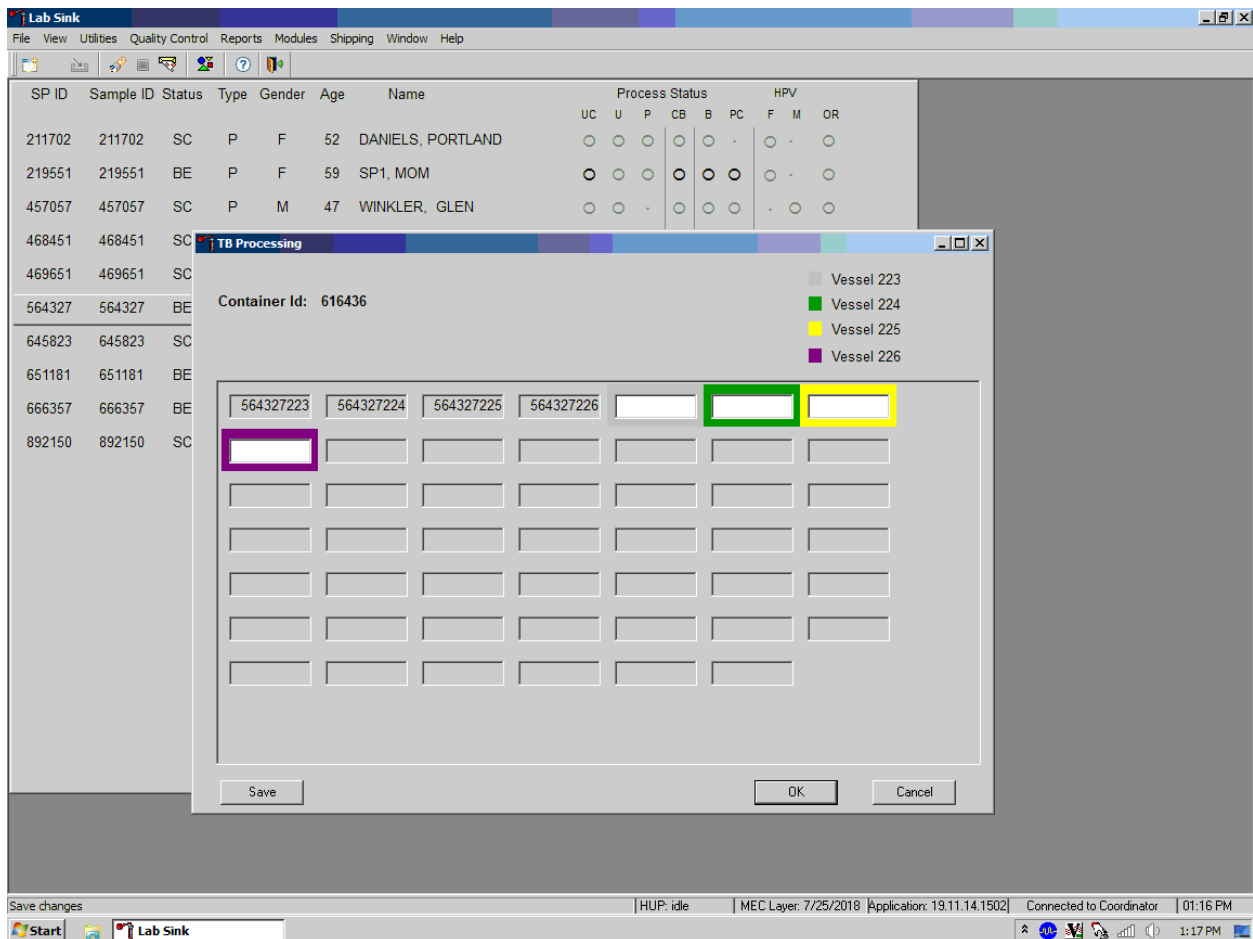 Lab Sink
File View Utilities Quality Control Reports Modules Shipping Window Help
SP ID Sample ID Status Type Gender Age Name Process Status HPV
UC U P CB B PC F M OR
211702 211702 SC P F 52 DANIELS, PORTLAND
219551 219551 BE P F 59 SP1, MOM
457057 457057 SC P M 47 WINKLER, GLEN
468451 468451 SC
469651 469651 SC
564327 564327 BE
645823 645823 SC
651181 651181 BE
666357 666357 BE
892150 892150 SC
TB Processing
Container Id: 616436
Vessel 223
Vessel 224
Vessel 225
Vessel 226
564327223 564327224 564327225 564327226
Save OK Cancel
Save changes HUP: idle MEC Layer: 7/25/2018 Application: 19.11.14.1502 Connected to Coordinator 01:16 PM
Start Lab Sink 1:17 PM